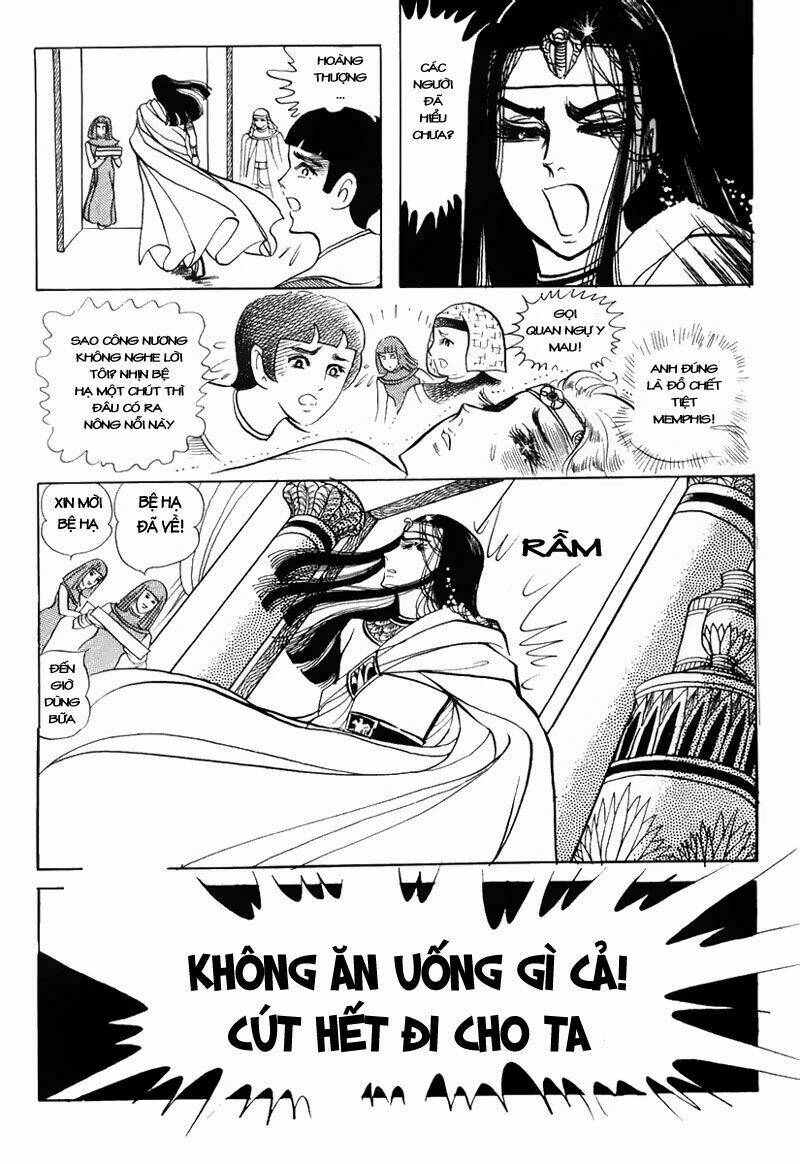 HOÀNG
THƯỢNG
...
CÁC
NGƯỜI
ĐÃ
HIỂU
CHƯA?
SAO CÔNG NƯƠNG
KHÔNG NGHE LỜI
TÔI? NHỊN BỆ
HẠ MỘT CHÚT THÌ
ĐÂU CÓ RA
NÔNG NỖI NÀY
GỌI
QUAN NGỰ Y
MAU!
ANH ĐÚNG
LÀ ĐỒ CHẾT
TIỆT
MEMPHIS!
XIN MỜI
BỆ HẠ
BỆ HẠ
ĐÃ VỀ!
RẦM
ĐẾN
GIỜ
DÙNG
BỮA
KHÔNG ĂN UỐNG GÌ CẢ!
CÚT HẾT ĐI CHO TA